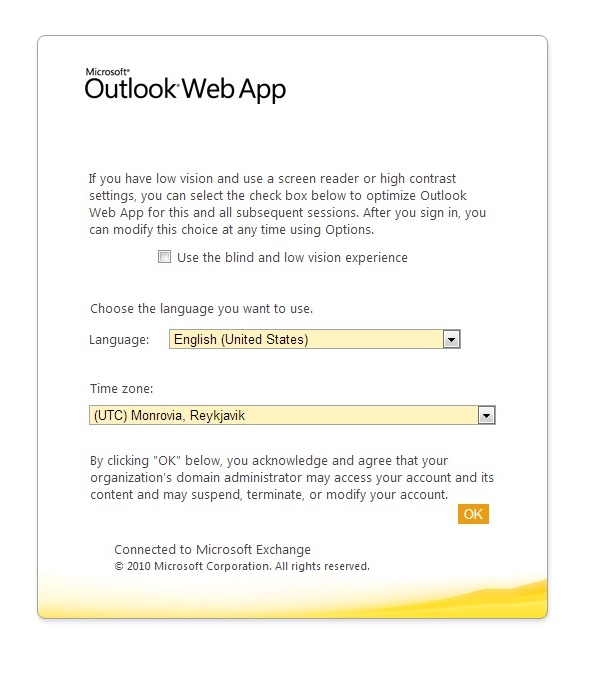 Microsoft®
Outlook® Web App
If you have low vision and use a screen reader or high contrast
settings, you can select the check box below to optimize Outlook
Web App for this and all subsequent sessions. After you sign in, you
can modify this choice at any time using Options.
Use the blind and low vision experience
Choose the language you want to use.
Language: English (United States)
Time zone:
(UTC) Monrovia, Reykjavik
By clicking "OK" below, you acknowledge and agree that your
organization's domain administrator may access your account and its
content and may suspend, terminate, or modify your account.
OK
Connected to Microsoft Exchange
© 2010 Microsoft Corporation. All rights reserved.